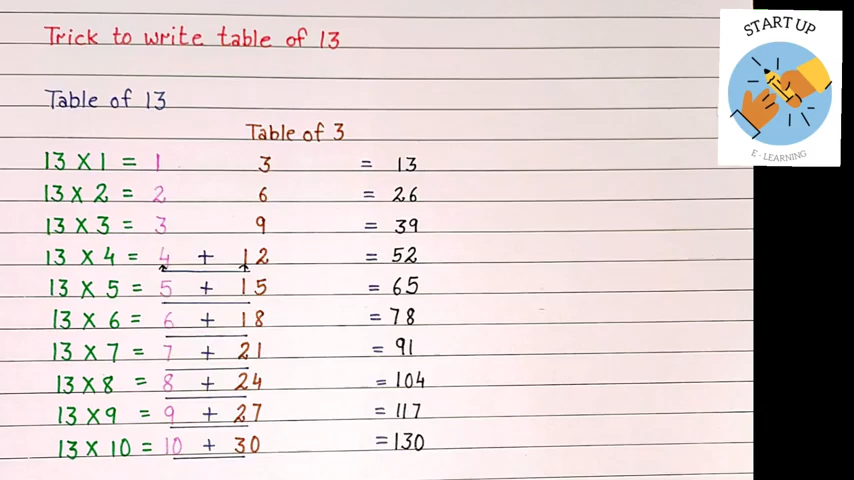 Trick to write table of 13
START UP
E - LEARNING
Table of 13
Table of 3
13 X 1 = 1 3 = 13
13 X 2 = 2 6 = 26
13 X 3 = 3 9 = 39
13 X 4 = 4 + 12 = 52
13 X 5 = 5 + 15 = 65
13 X 6 = 6 + 18 = 78
13 X 7 = 7 + 21 = 91
13 X 8 = 8 + 24 = 104
13 X 9 = 9 + 27 = 117
13 X 10 = 10 + 30 = 130